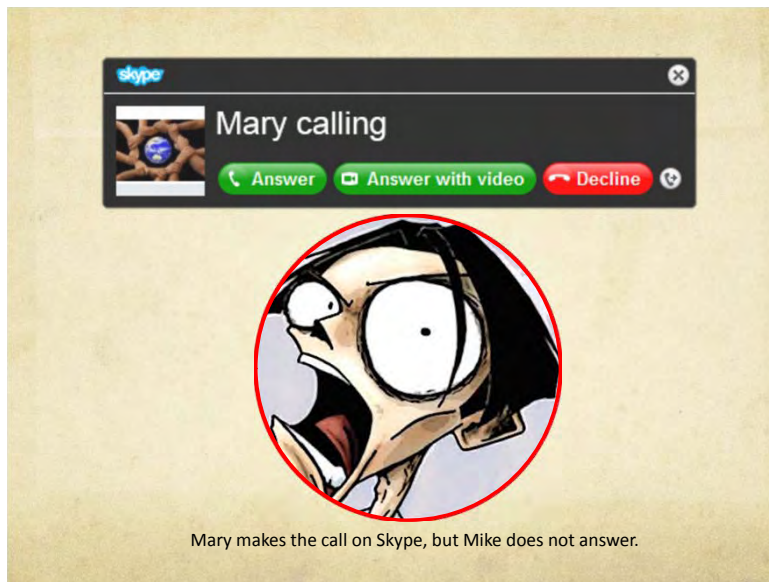 skype
Mary calling
Answer Answer with video Decline
Mary makes the call on Skype, but Mike does not answer.